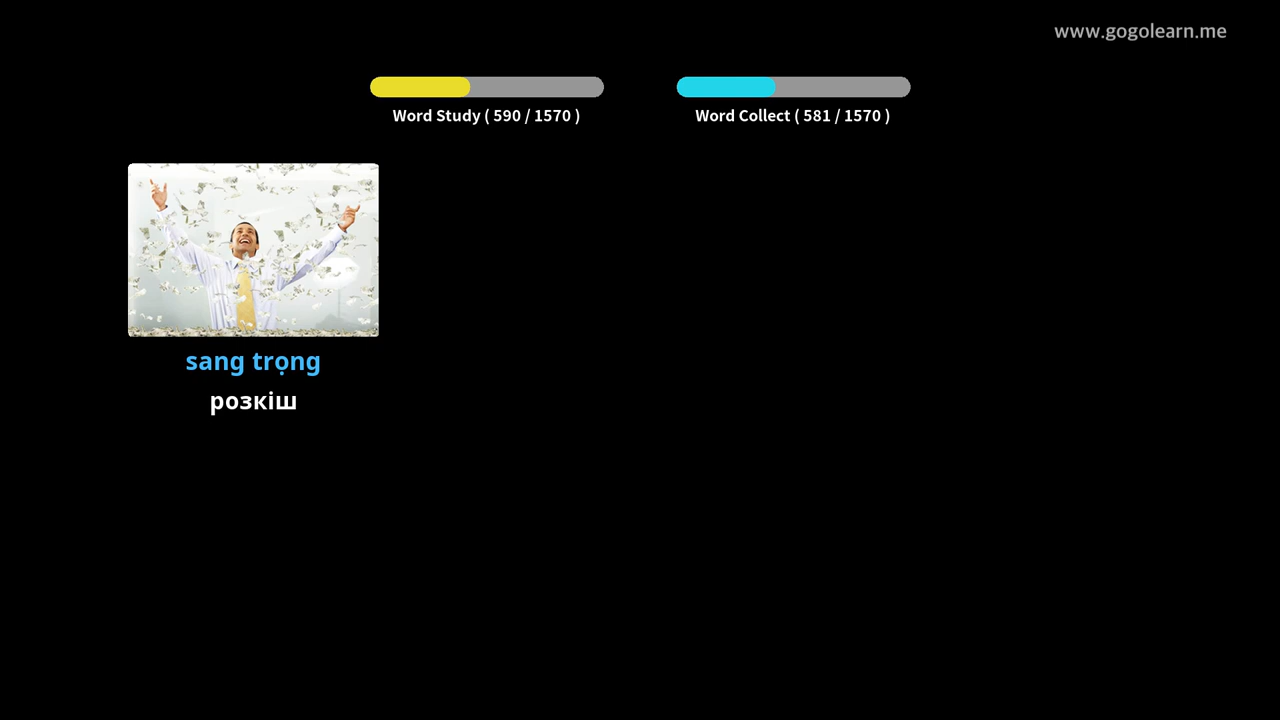 www.gogolearn.me
Word Study ( 590 / 1570 )
Word Collect ( 581 / 1570 )
sang trọng
розкіш